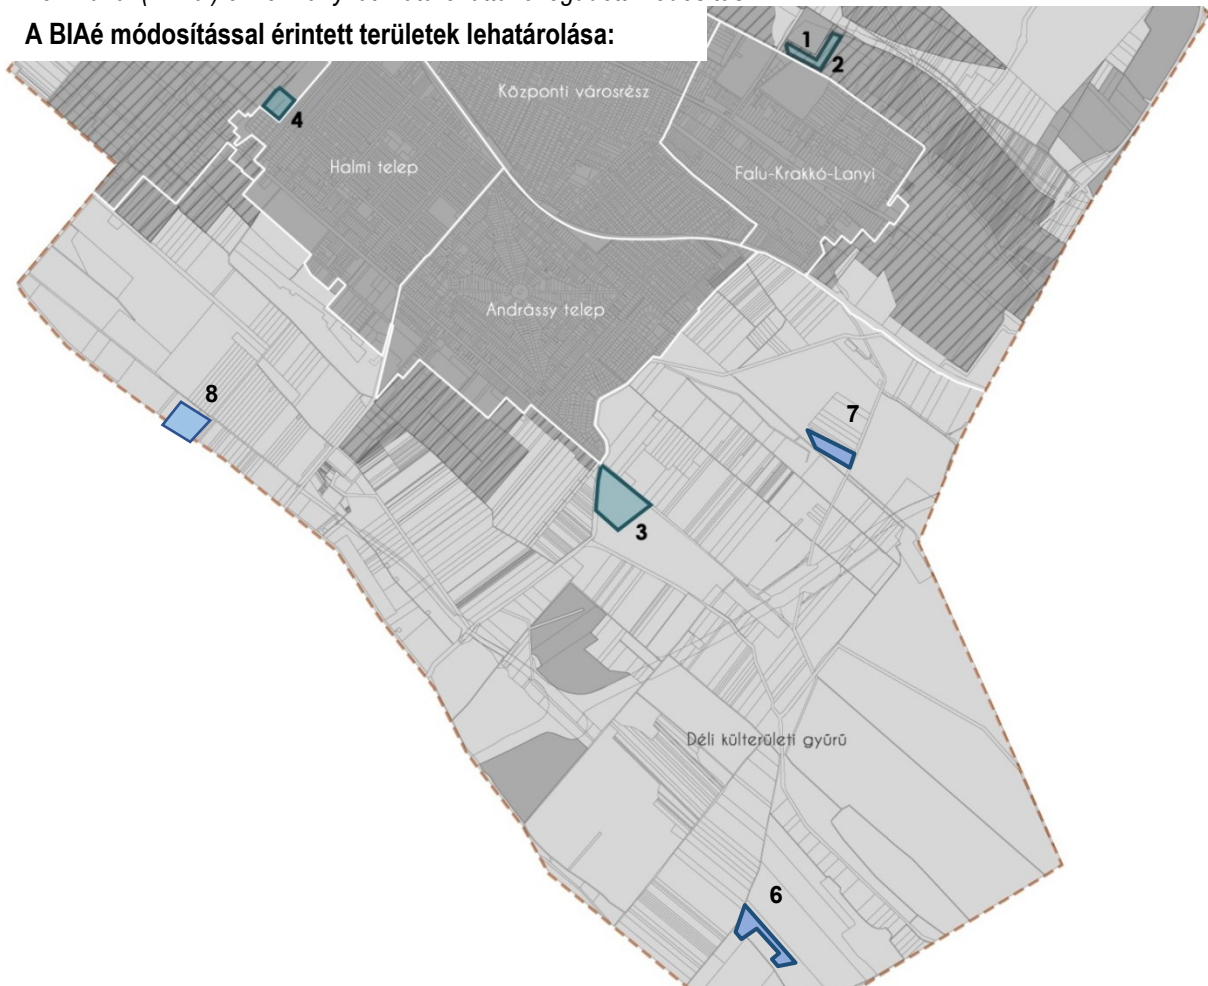 A BIAé módosítással érintett területek lehatárolása:
1
2
Központi városrész
4
Halmi telep
Falu-Krakkó-Lanyi
Andrássy telep
8
7
3
Déli külterületi gyűrű
6